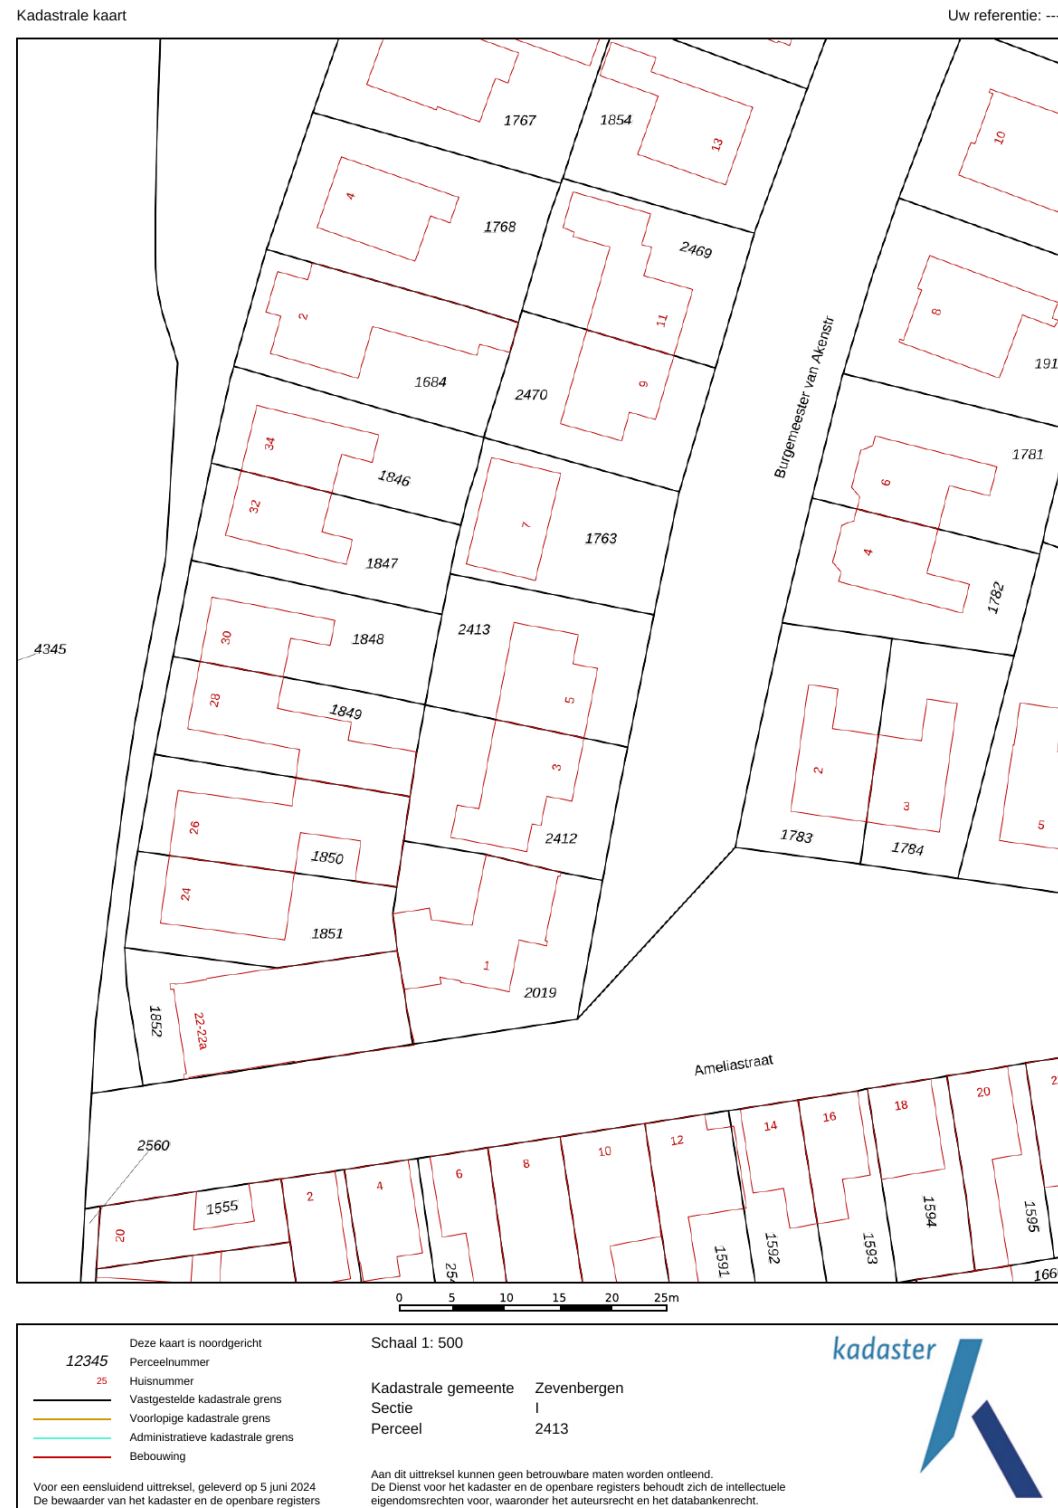 Kadastrale kaart
Uw referentie: ---
1767
1854
13
10
4
1768
2469
2
11
8
Burgemeester van Akenstr
1684
2470
9
191
34
1846
1781
6
32
7
1763
4
1847
1782
30
1848
2413
4345
28
1849
5
3
2
3
5
26
1850
2412
1783
1784
24
1851
1
2019
1852
22-22a
Ameliastraat
2560
20
1555
2
4
6
8
10
12
14
16
18
20
254
1591
1592
1593
1594
1595
166
0 5 10 15 20 25m
Deze kaart is noordgericht
12345 Perceelnummer
25 Huisnummer
Vastgestelde kadastrale grens
Voorlopige kadastrale grens
Administratieve kadastrale grens
Bebouwing
Voor een eensluidend uittreksel, geleverd op 5 juni 2024
De bewaarder van het kadaster en de openbare registers
Schaal 1: 500
Kadastrale gemeente Zevenbergen
Sectie I
Perceel 2413
Aan dit uittreksel kunnen geen betrouwbare maten worden ontleend.
De Dienst voor het kadaster en de openbare registers behoudt zich de intellectuele
eigendomsrechten voor, waaronder het auteursrecht en het databankenrecht.
kadaster